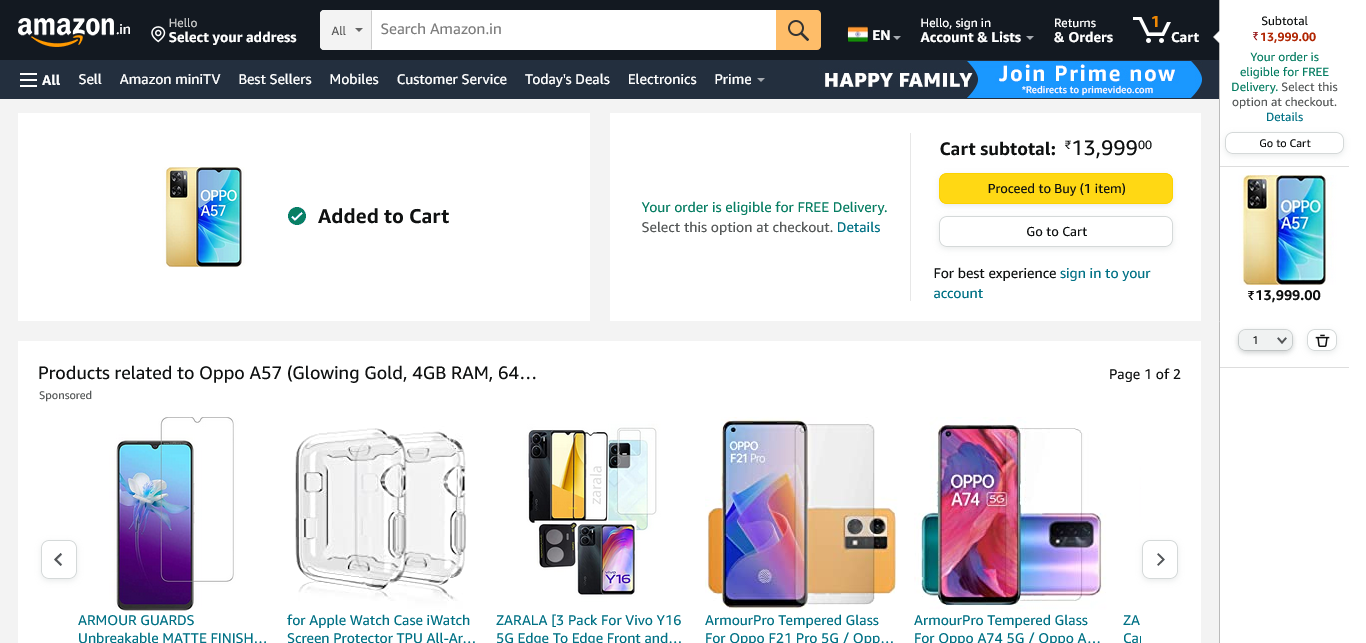 amazon.in
Hello
Select your address
All
Search Amazon.in
EN
Hello, sign in
Account & Lists
Returns
& Orders
1
Cart
All
Sell
Amazon miniTV
Best Sellers
Mobiles
Customer Service
Today's Deals
Electronics
Prime
HAPPY FAMILY
Join Prime now
*Redirects to primevideo.com
Subtotal
₹13,999.00
Your order is
eligible for FREE
Delivery. Select this
option at checkout.
Details
Go to Cart
OPPO
A57
₹13,999.00
1
OPPO
A57
Added to Cart
Your order is eligible for FREE Delivery.
Select this option at checkout. Details
Cart subtotal: ₹13,99900
Proceed to Buy (1 item)
Go to Cart
For best experience sign in to your
account
Products related to Oppo A57 (Glowing Gold, 4GB RAM, 64…
Page 1 of 2
Sponsored
zarala
Y16
OPPO
F21 Pro
OPPO
A74 5G
ARMOUR GUARDS
Unbreakable MATTE FINISH…
for Apple Watch Case iWatch
Screen Protector TPU All-Ar…
ZARALA [3 Pack For Vivo Y16
5G Edge To Edge Front and…
ArmourPro Tempered Glass
For Oppo F21 Pro 5G / Opp…
ArmourPro Tempered Glass
For Oppo A74 5G / Oppo A…
ZA
Car